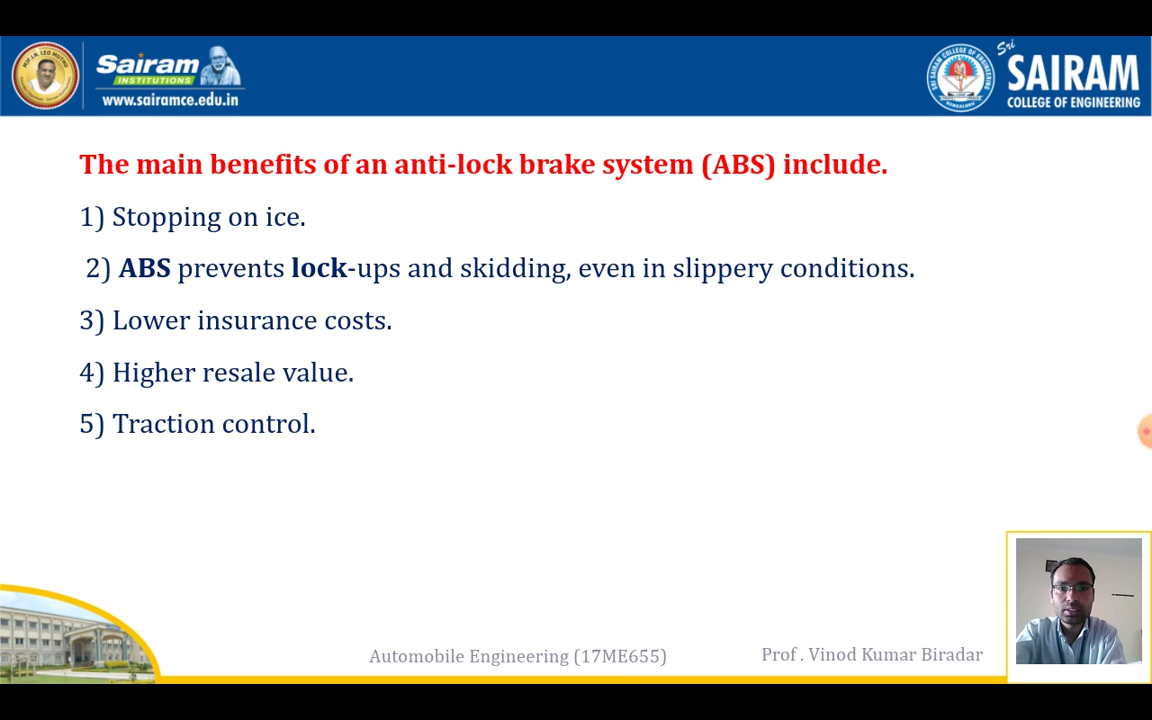 Sairam
INSTITUTIONS
www.sairamce.edu.in
Sri
SAIRAM
COLLEGE OF ENGINEERING
The main benefits of an anti-lock brake system (ABS) include.
1) Stopping on ice.
2) ABS prevents lock-ups and skidding, even in slippery conditions.
3) Lower insurance costs.
4) Higher resale value.
5) Traction control.
Automobile Engineering (17ME655)
Prof . Vinod Kumar Biradar